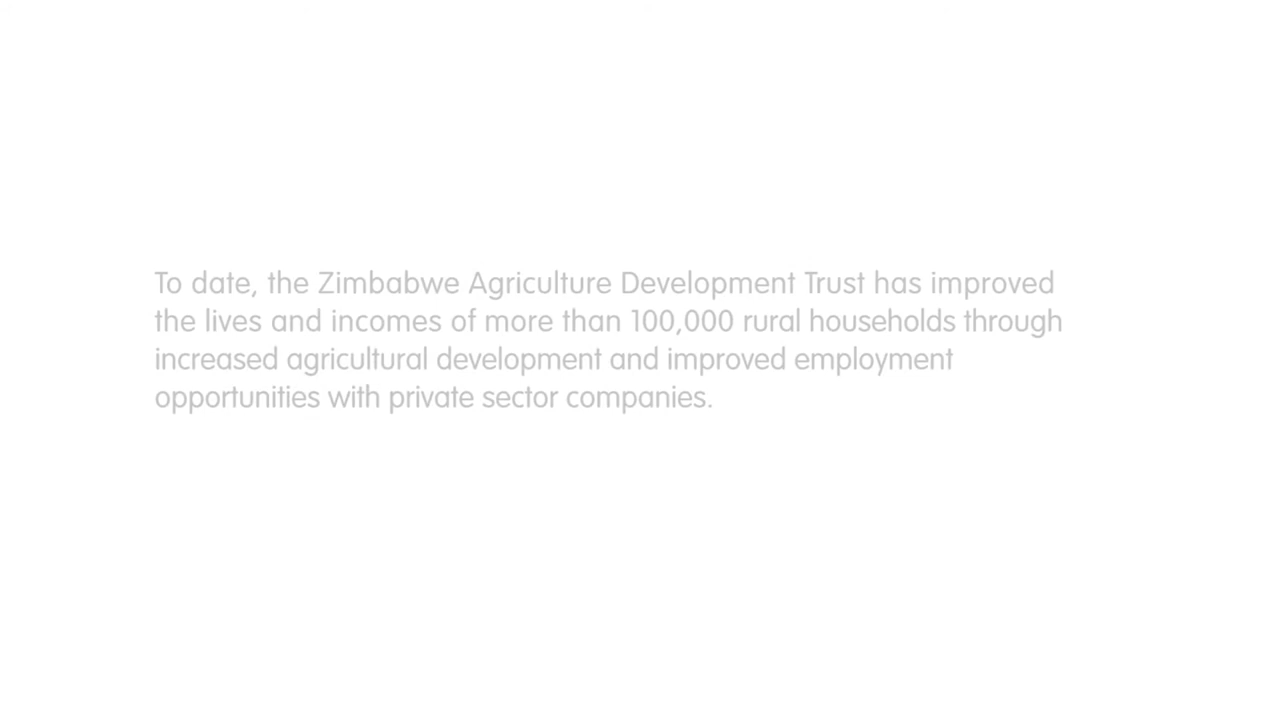 To date, the Zimbabwe Agriculture Development Trust has improved
the lives and incomes of more than 100,000 rural households through
increased agricultural development and improved employment
opportunities with private sector companies.